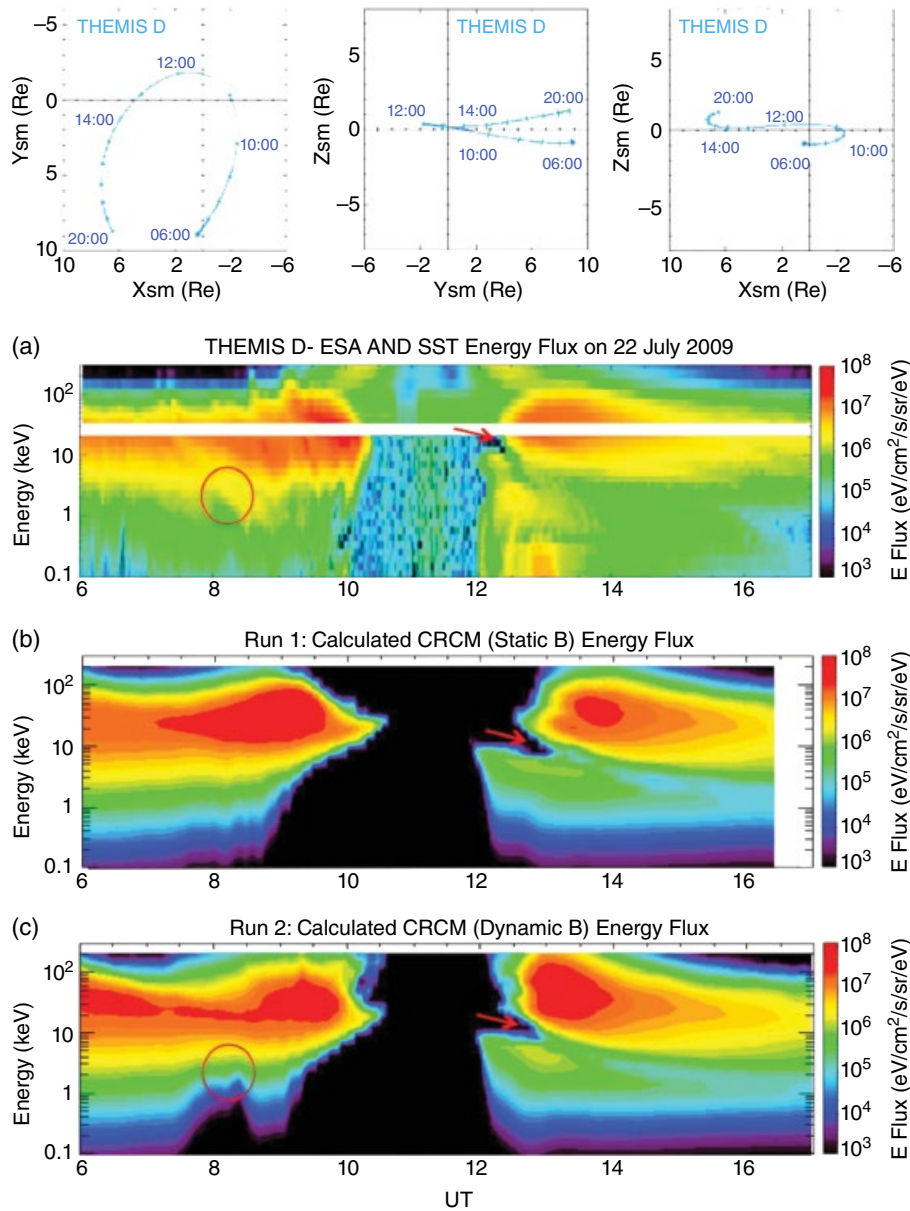 THEMIS D
–5
0
5
10
Ysm (Re)
12:00
14:00
10:00
20:00
06:00
10 6 2 –2 –6
Xsm (Re)
THEMIS D
5
0
–5
Zsm (Re)
12:00 14:00 20:00
10:00 06:00
–6 –4 –2 0 2 4 6 8 10
Ysm (Re)
THEMIS D
5
0
–5
Zsm (Re)
20:00 12:00
14:00 06:00 10:00
10 6 2 –2 –6
Xsm (Re)
(a)
THEMIS D- ESA AND SST Energy Flux on 22 July 2009
Energy (keV)
10²
10
1
0.1
6 8 10 12 14 16
10⁸
10⁷
10⁶
10⁵
10⁴
10³
E Flux (eV/cm²/s/sr/eV)
(b)
Run 1: Calculated CRCM (Static B) Energy Flux
Energy (keV)
10²
10
1
0.1
6 8 10 12 14 16
10⁸
10⁷
10⁶
10⁵
10⁴
10³
E Flux (eV/cm²/s/sr/eV)
(c)
Run 2: Calculated CRCM (Dynamic B) Energy Flux
Energy (keV)
10²
10
1
0.1
6 8 10 12 14 16
UT
10⁸
10⁷
10⁶
10⁵
10⁴
10³
E Flux (eV/cm²/s/sr/eV)